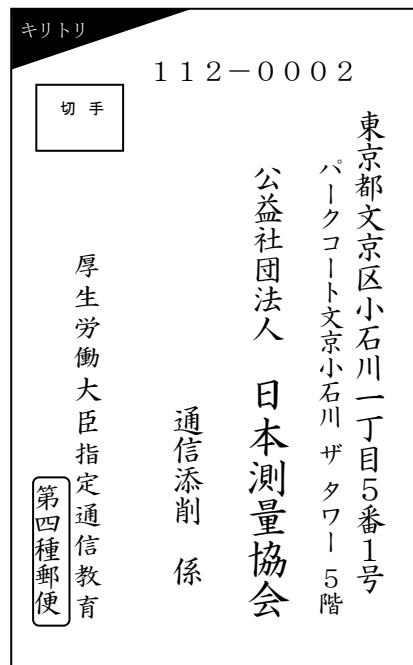 キリトリ
112-0002
切手
東京都文京区小石川一丁目5番1号
パークコート文京小石川 ザ タワー 5階
公益社団法人 日本測量協会
通信添削 係
厚生労働大臣指定通信教育
第四種郵便